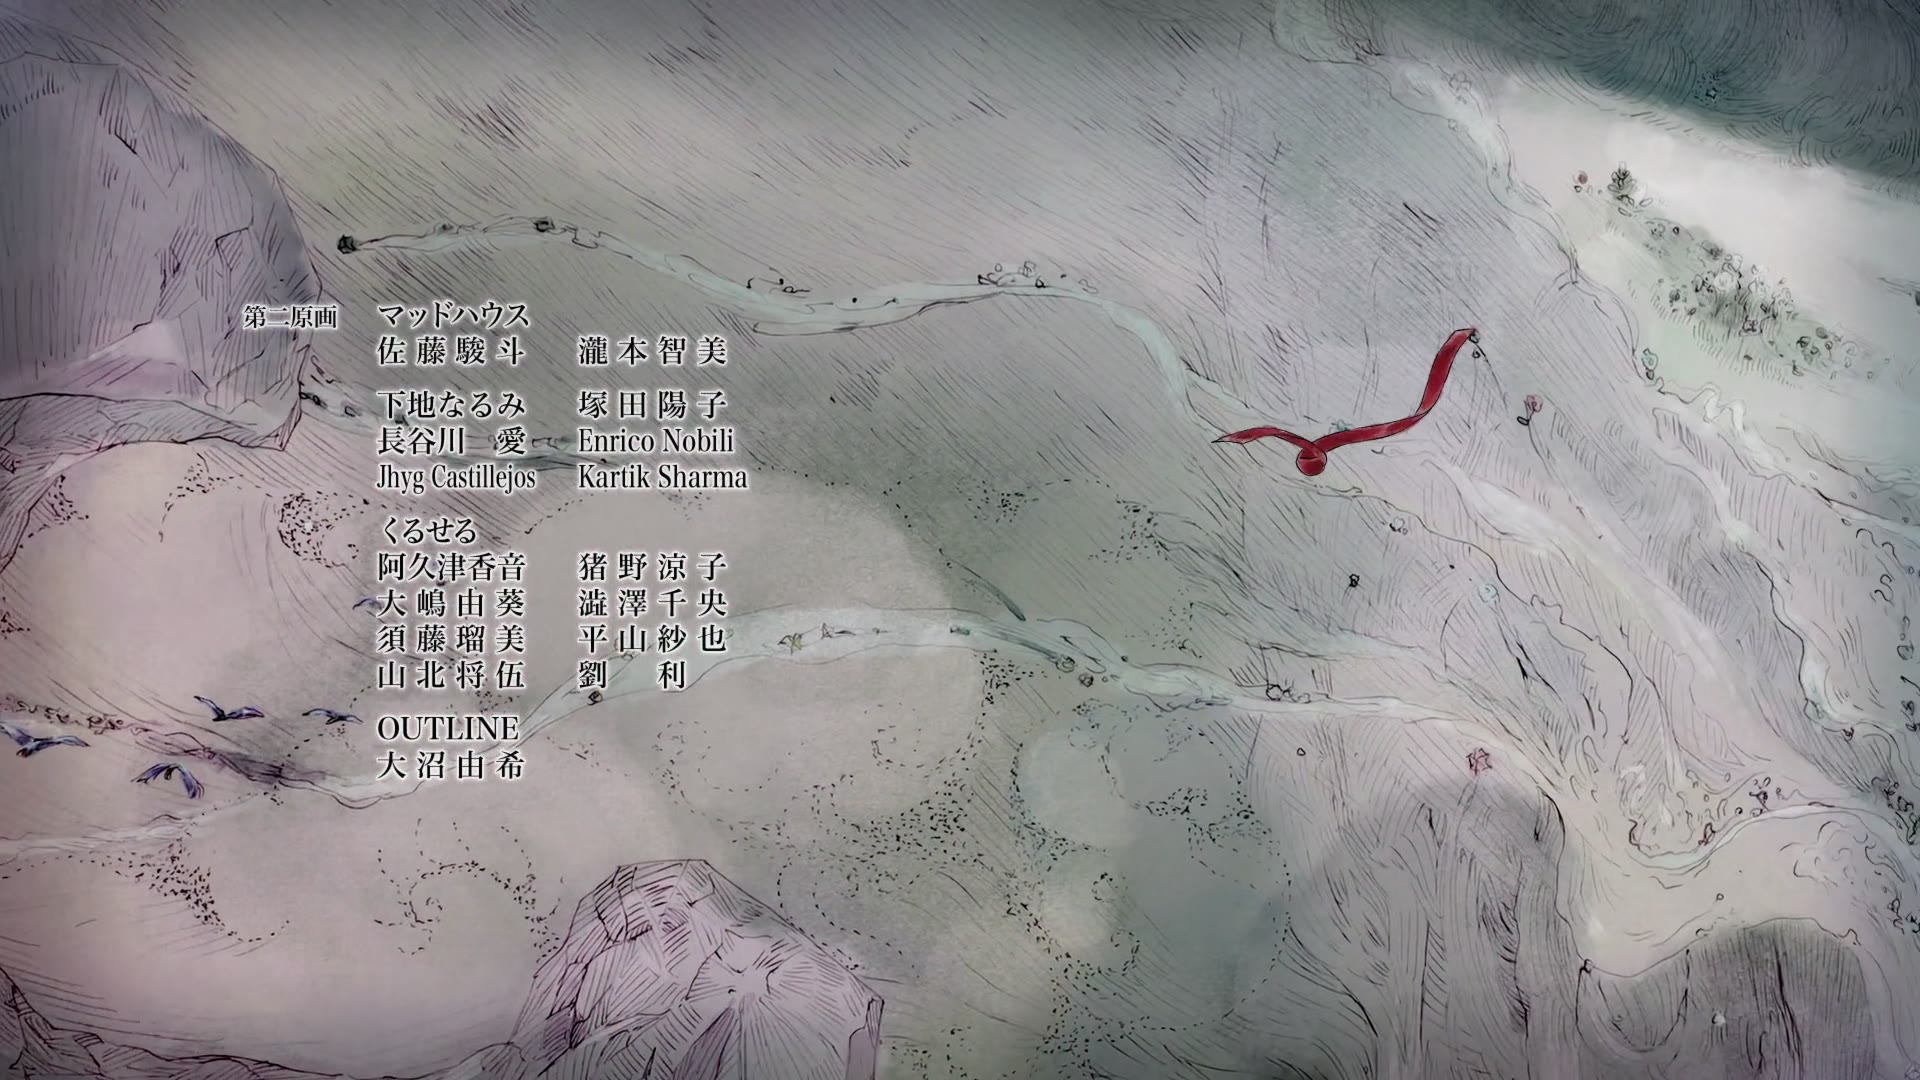 第二原画 マッドハウス
佐藤駿斗 瀧本智美
下地なるみ 塚田陽子
長谷川 愛 Enrico Nobili
Jhyg Castillejos Kartik Sharma
くるせる
阿久津香音 猪野涼子
大嶋由葵 澁澤千央
須藤瑠美 平山紗也
山北将伍 劉 利
OUTLINE
大沼由希